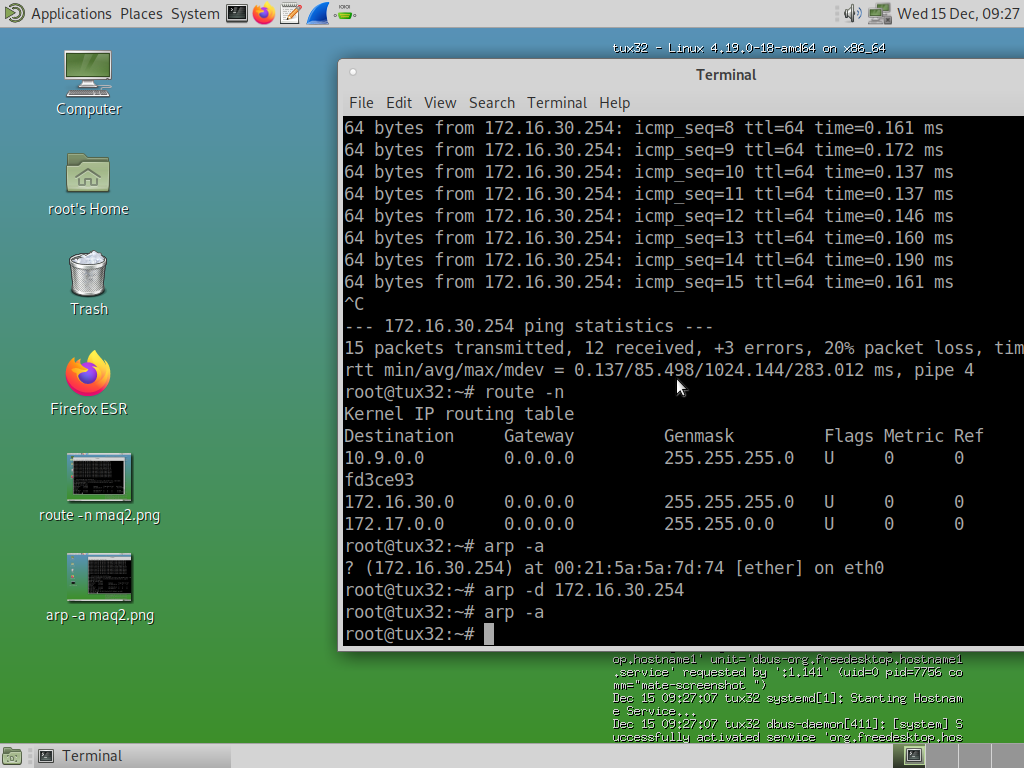 Applications Places System
Wed 15 Dec, 09:27
tux32 - Linux 4.19.0-18-amd64 on x86_64
Computer
root's Home
Trash
Firefox ESR
route -n maq2.png
arp -a maq2.png
Terminal
File Edit View Search Terminal Help
64 bytes from 172.16.30.254: icmp_seq=8 ttl=64 time=0.161 ms
64 bytes from 172.16.30.254: icmp_seq=9 ttl=64 time=0.172 ms
64 bytes from 172.16.30.254: icmp_seq=10 ttl=64 time=0.137 ms
64 bytes from 172.16.30.254: icmp_seq=11 ttl=64 time=0.137 ms
64 bytes from 172.16.30.254: icmp_seq=12 ttl=64 time=0.146 ms
64 bytes from 172.16.30.254: icmp_seq=13 ttl=64 time=0.160 ms
64 bytes from 172.16.30.254: icmp_seq=14 ttl=64 time=0.190 ms
64 bytes from 172.16.30.254: icmp_seq=15 ttl=64 time=0.161 ms
^C
--- 172.16.30.254 ping statistics ---
15 packets transmitted, 12 received, +3 errors, 20% packet loss, tim
rtt min/avg/max/mdev = 0.137/85.498/1024.144/283.012 ms, pipe 4
root@tux32:~# route -n
Kernel IP routing table
Destination Gateway Genmask Flags Metric Ref
10.9.0.0 0.0.0.0 255.255.255.0 U 0 0
fd3ce93
172.16.30.0 0.0.0.0 255.255.255.0 U 0 0
172.17.0.0 0.0.0.0 255.255.0.0 U 0 0
root@tux32:~# arp -a
? (172.16.30.254) at 00:21:5a:5a:7d:74 [ether] on eth0
root@tux32:~# arp -d 172.16.30.254
root@tux32:~# arp -a
root@tux32:~#
op.hostname1' unit='dbus-org.freedesktop.hostname1
.service' requested by ':1.141' (uid=0 pid=7756 co
mm="mate-screenshot ")
Dec 15 09:27:07 tux32 systemd[1]: Starting Hostnam
e Service...
Dec 15 09:27:07 tux32 dbus-daemon[411]: [system] S
uccessfully activated service 'org.freedesktop.hos
Terminal